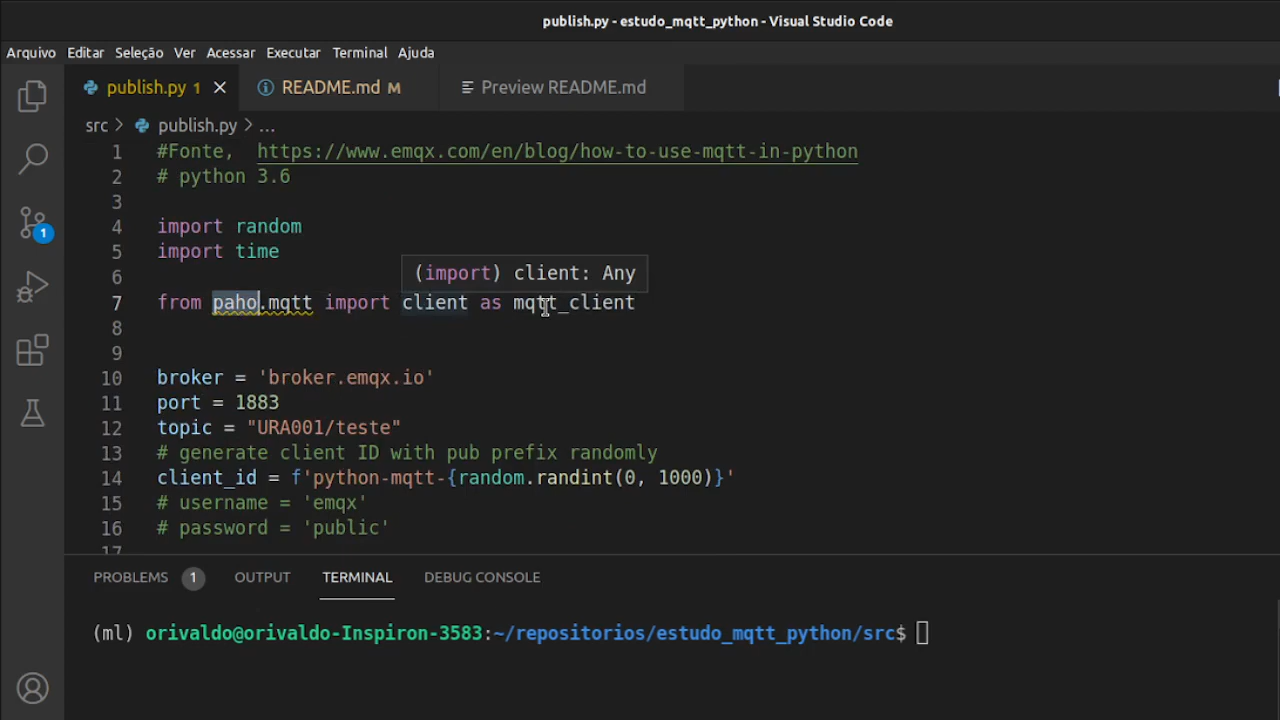 publish.py - estudo_mqtt_python - Visual Studio Code
Arquivo Editar Seleção Ver Acessar Executar Terminal Ajuda
publish.py 1 README.md M Preview README.md
src > publish.py > ...
1 #Fonte,  https://www.emqx.com/en/blog/how-to-use-mqtt-in-python
2 # python 3.6
3
4 import random
5 import time
6
(import) client: Any
7 from paho.mqtt import client as mqtt_client
8
9
10 broker = 'broker.emqx.io'
11 port = 1883
12 topic = "URA001/teste"
13 # generate client ID with pub prefix randomly
14 client_id = f'python-mqtt-{random.randint(0, 1000)}'
15 # username = 'emqx'
16 # password = 'public'
17
1
PROBLEMS 1 OUTPUT TERMINAL DEBUG CONSOLE
(ml) orivaldo@orivaldo-Inspiron-3583:~/repositorios/estudo_mqtt_python/src$